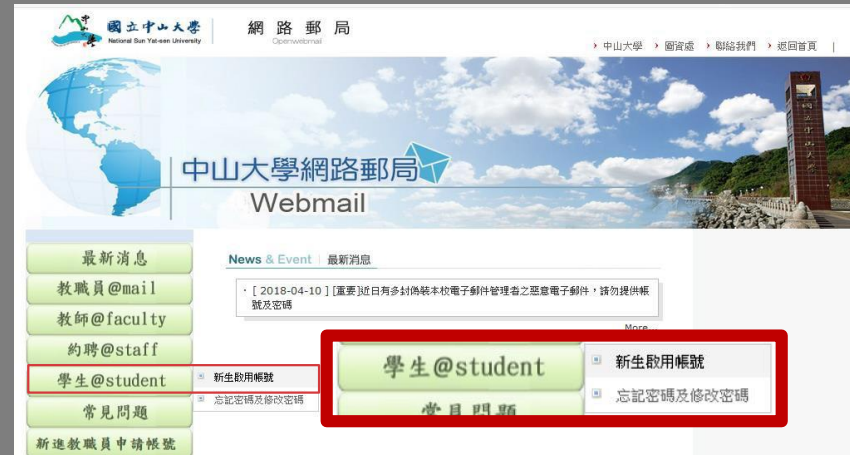 國立中山大學
National Sun Yat-sen University
網路郵局
Openwebmail
中山大學
圖資處
聯絡我們
返回首頁 |
中山大學網路郵局
Webmail
最新消息
教職員@mail
教師@faculty
約聘@staff
學生@student
常見問題
新進教職員申請帳號
新生啟用帳號
忘記密碼及修改密碼
News & Event | 最新消息
· [ 2018-04-10 ] [重要]近日有多封偽裝本校電子郵件管理者之惡意電子郵件，請勿提供帳
號及密碼
More...
學生@student
常見問題
新生啟用帳號
忘記密碼及修改密碼